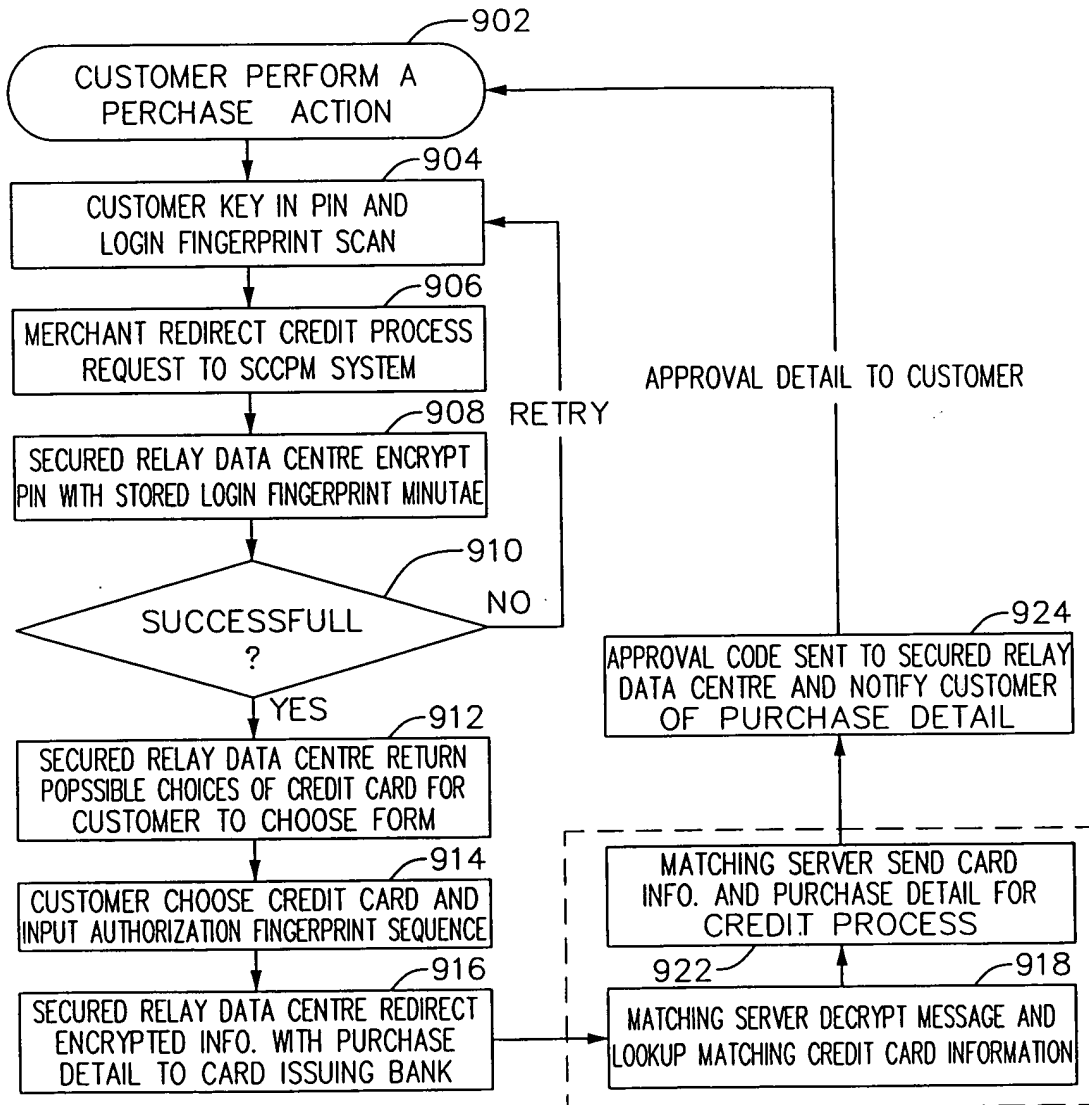 902
CUSTOMER PERFORM A
PERCHASE ACTION
904
CUSTOMER KEY IN PIN AND
LOGIN FINGERPRINT SCAN
906
MERCHANT REDIRECT CREDIT PROCESS
REQUEST TO SCCPM SYSTEM
908
RETRY
SECURED RELAY DATA CENTRE ENCRYPT
PIN WITH STORED LOGIN FINGERPRINT MINUTAE
910
SUCCESSFULL
?
NO
YES
912
SECURED RELAY DATA CENTRE RETURN
POPSSIBLE CHOICES OF CREDIT CARD FOR
CUSTOMER TO CHOOSE FORM
914
CUSTOMER CHOOSE CREDIT CARD AND
INPUT AUTHORIZATION FINGERPRINT SEQUENCE
916
SECURED RELAY DATA CENTRE REDIRECT
ENCRYPTED INFO. WITH PURCHASE
DETAIL TO CARD ISSUING BANK
918
MATCHING SERVER DECRYPT MESSAGE AND
LOOKUP MATCHING CREDIT CARD INFORMATION
922
MATCHING SERVER SEND CARD
INFO. AND PURCHASE DETAIL FOR
CREDIT PROCESS
924
APPROVAL CODE SENT TO SECURED RELAY
DATA CENTRE AND NOTIFY CUSTOMER
OF PURCHASE DETAIL
APPROVAL DETAIL TO CUSTOMER